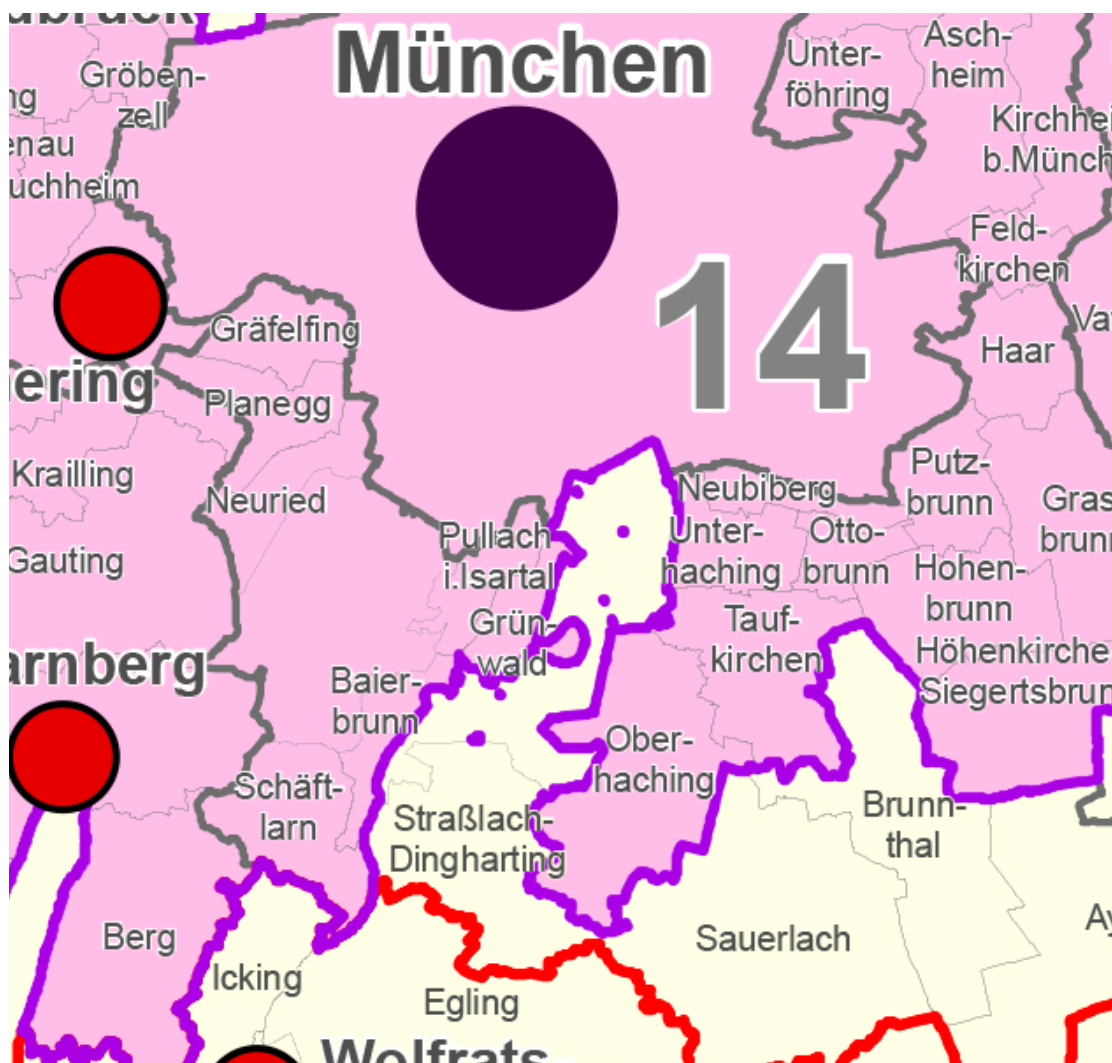 München
Unter-
föhring
Asch-
heim
Gröben-
zell
Kirchhei
b.Münch
enau
uchheim
Feld-
kirchen
14
Gräfelfing
Haar
ering
Planegg
Krailling
Neuried
Putz-
brunn
Neubiberg
Gras
brunn
Pullach
i.Isartal
Unter-
haching
Otto-
brunn
Gauting
Hohen-
brunn
Grün-
wald
Tauf-
kirchen
arnberg
Höhenkirche
Siegertsbrun
Baier-
brunn
Ober-
haching
Schäft-
larn
Straßlach-
Dingharting
Brunn-
thal
Berg
Sauerlach
Ay
Icking
Egling
Wolfrats-